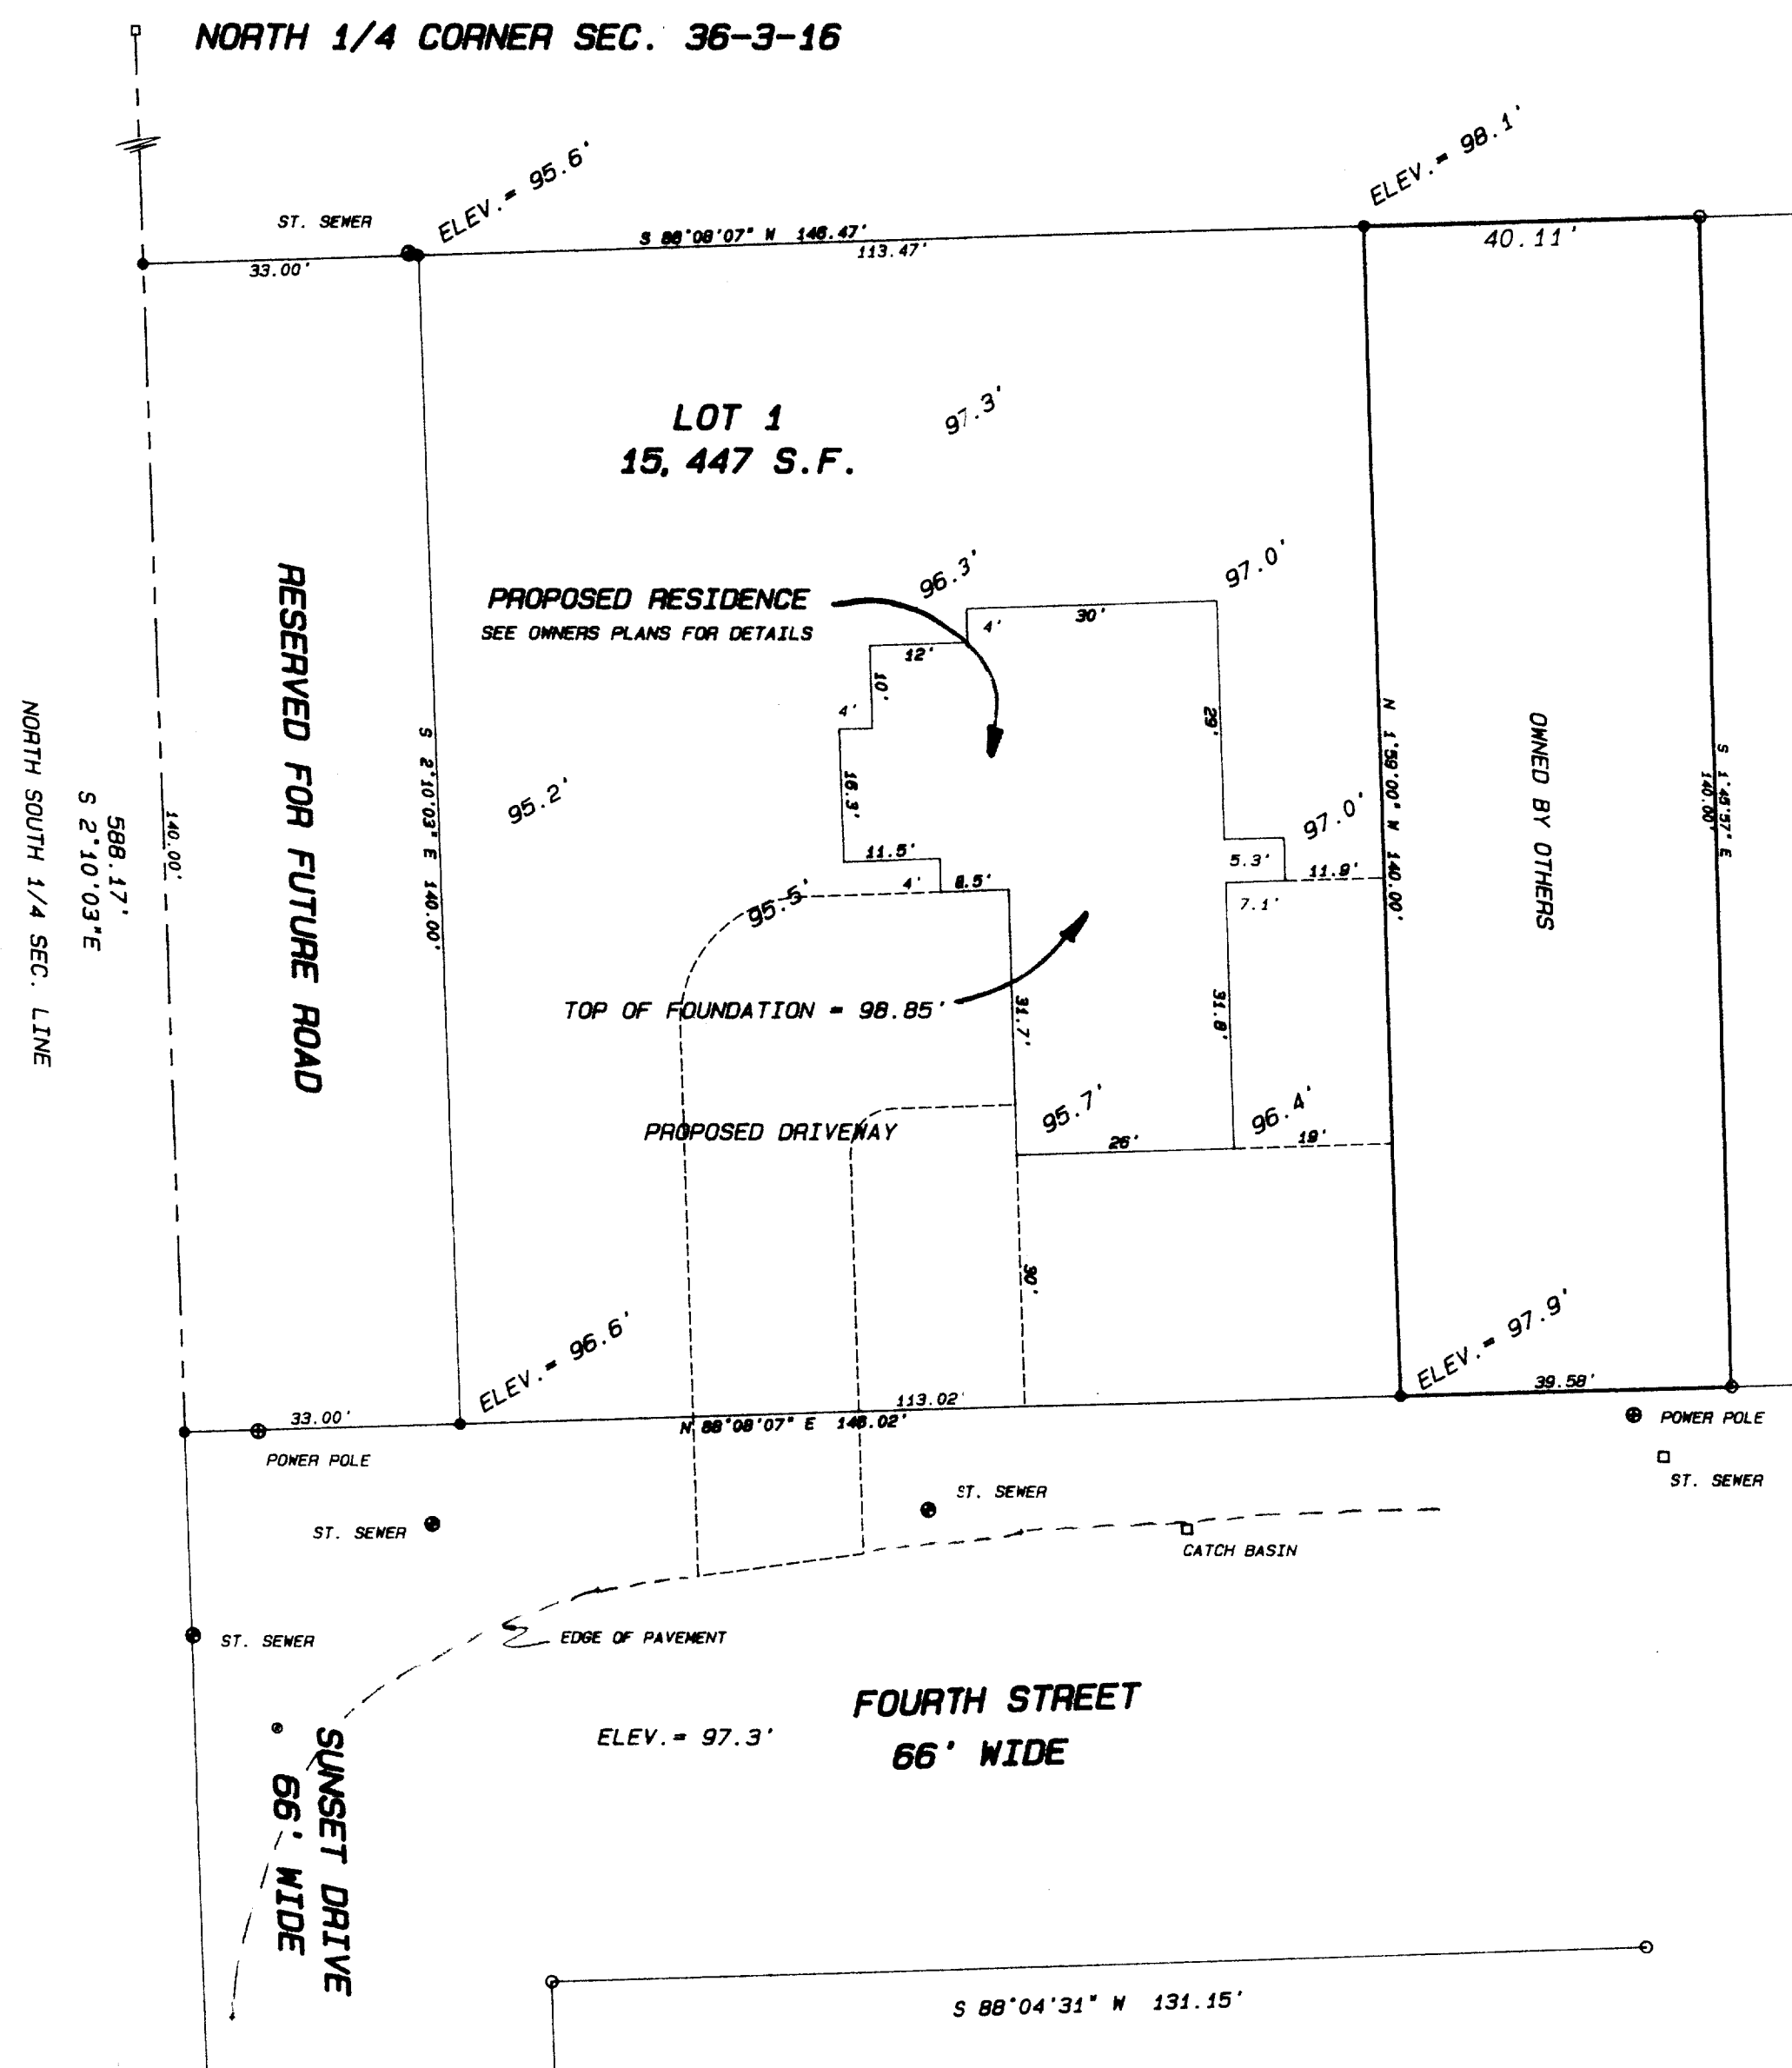 NORTH 1/4 CORNER SEC. 36-3-16
ELEV.= 95.6'
ELEV.= 98.1'
ST. SEWER
S 88°08'07" W 146.47'
33.00'
113.47'
40.11'
LOT 1
15,447 S.F.
97.3'
PROPOSED RESIDENCE
SEE OWNERS PLANS FOR DETAILS
96.3'
97.0'
4'
30'
12'
10'
4'
29'
16.3'
11.5'
4'
8.5'
5.3'
11.9'
7.1'
97.0'
95.2'
95.5'
RESERVED FOR FUTURE ROAD
NORTH SOUTH 1/4 SEC. LINE
588.17'
S 2°10'03"E
140.00'
S 2°10'03" E 140.00'
N 1°59'00" W 140.00'
OWNED BY OTHERS
S 1°45'57" E
140.00'
TOP OF FOUNDATION = 98.85'
31.7'
31.8'
PROPOSED DRIVEWAY
95.7'
96.4'
26'
19'
30'
ELEV.= 96.6'
ELEV.= 97.9'
33.00'
113.02'
N 88°08'07" E 146.02'
39.58'
POWER POLE
POWER POLE
ST. SEWER
ST. SEWER
ST. SEWER
CATCH BASIN
ST. SEWER
EDGE OF PAVEMENT
FOURTH STREET
66' WIDE
ELEV.= 97.3'
SUNSET DRIVE
66' WIDE
S 88°04'31" W 131.15'